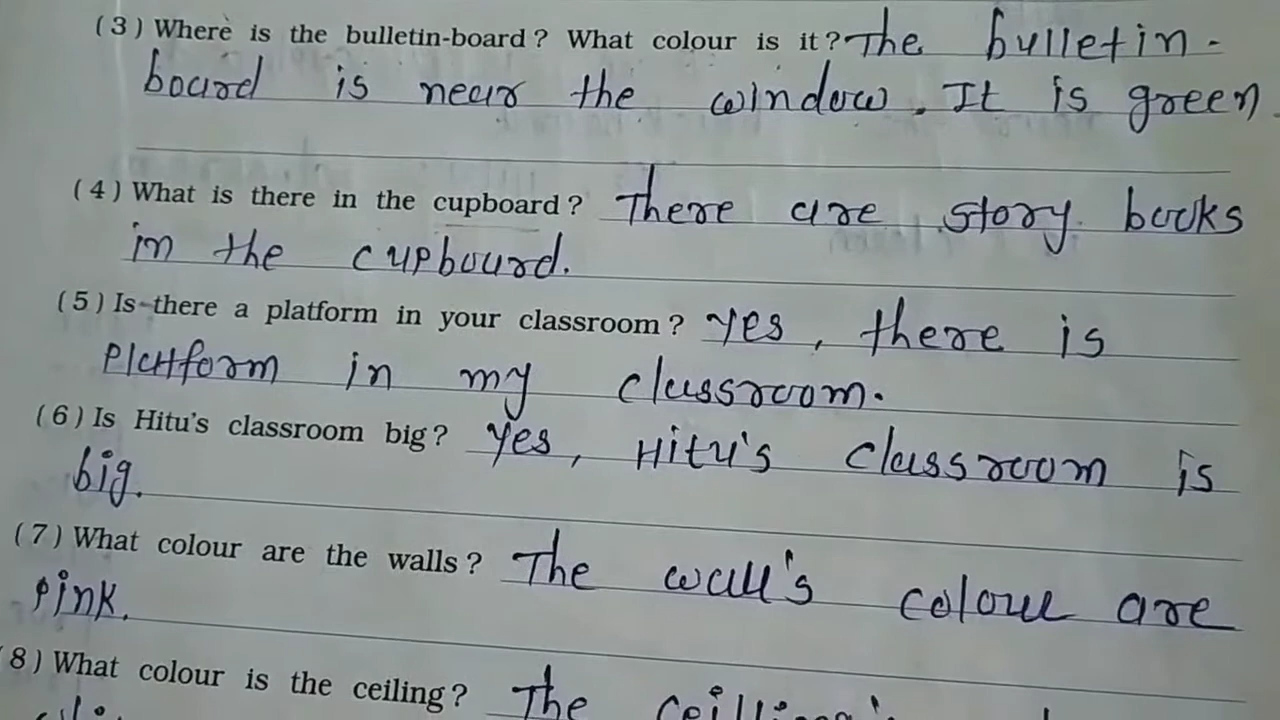 (3) Where is the bulletin-board? What colour is it? The bulletin-
board is near the window. It is green.
(4) What is there in the cupboard? There are story books
in the cupboard.
(5) Is there a platform in your classroom? Yes, there is
Platform in my classroom.
(6) Is Hitu's classroom big? Yes, Hitu's classroom is
big.
(7) What colour are the walls? The wall's colour are
pink.
8) What colour is the ceiling? The